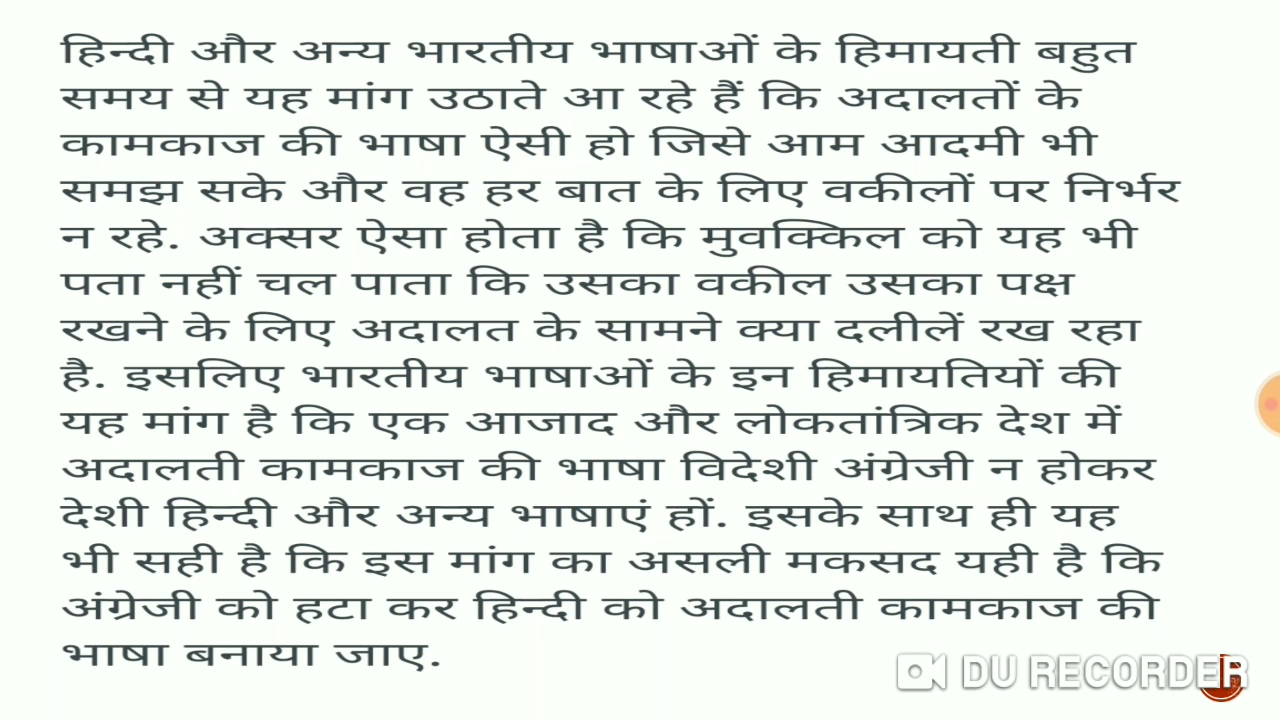 हिन्दी और अन्य भारतीय भाषाओं के हिमायती बहुत
समय से यह मांग उठाते आ रहे हैं कि अदालतों के
कामकाज की भाषा ऐसी हो जिसे आम आदमी भी
समझ सके और वह हर बात के लिए वकीलों पर निर्भर
न रहे. अक्सर ऐसा होता है कि मुवक्किल को यह भी
पता नहीं चल पाता कि उसका वकील उसका पक्ष
रखने के लिए अदालत के सामने क्या दलीलें रख रहा
है. इसलिए भारतीय भाषाओं के इन हिमायतियों की
यह मांग है कि एक आजाद और लोकतांत्रिक देश में
अदालती कामकाज की भाषा विदेशी अंग्रेजी न होकर
देशी हिन्दी और अन्य भाषाएं हों. इसके साथ ही यह
भी सही है कि इस मांग का असली मकसद यही है कि
अंग्रेजी को हटा कर हिन्दी को अदालती कामकाज की
भाषा बनाया जाए.
DU RECORDER